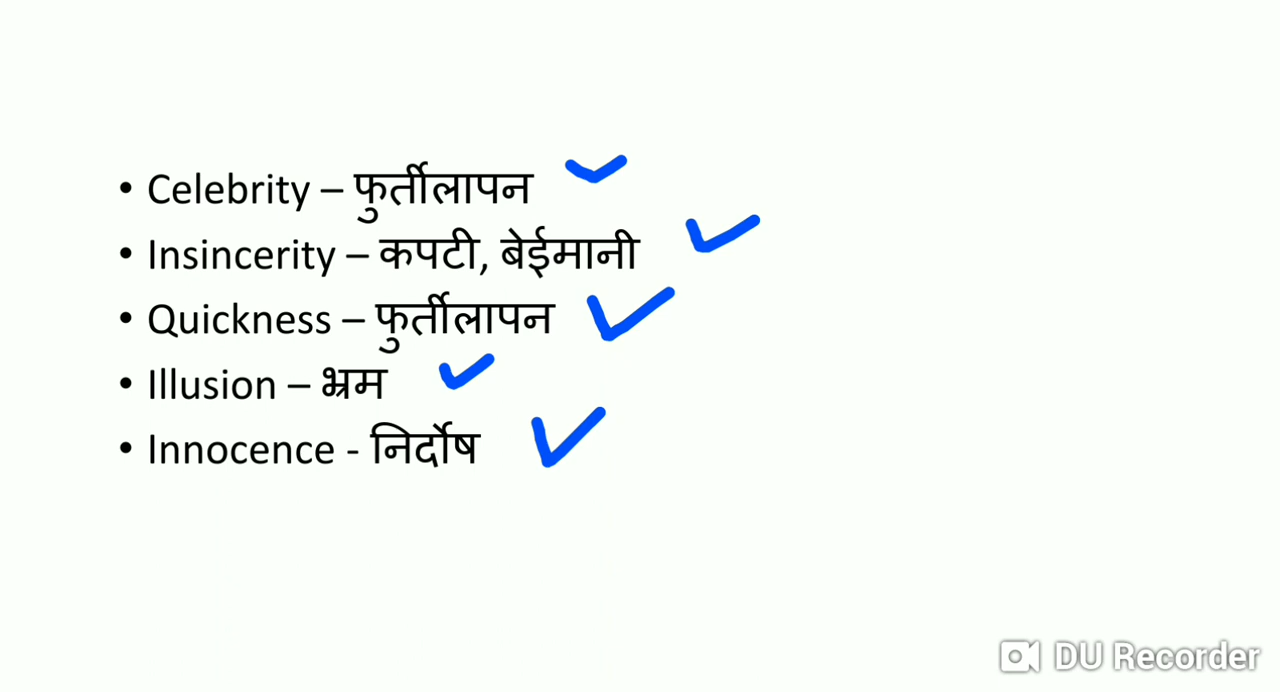 • Celebrity – फुर्तीलापन
• Insincerity – कपटी, बेईमानी
• Quickness – फुर्तीलापन
• Illusion – भ्रम
• Innocence - निर्दोष
DU Recorder